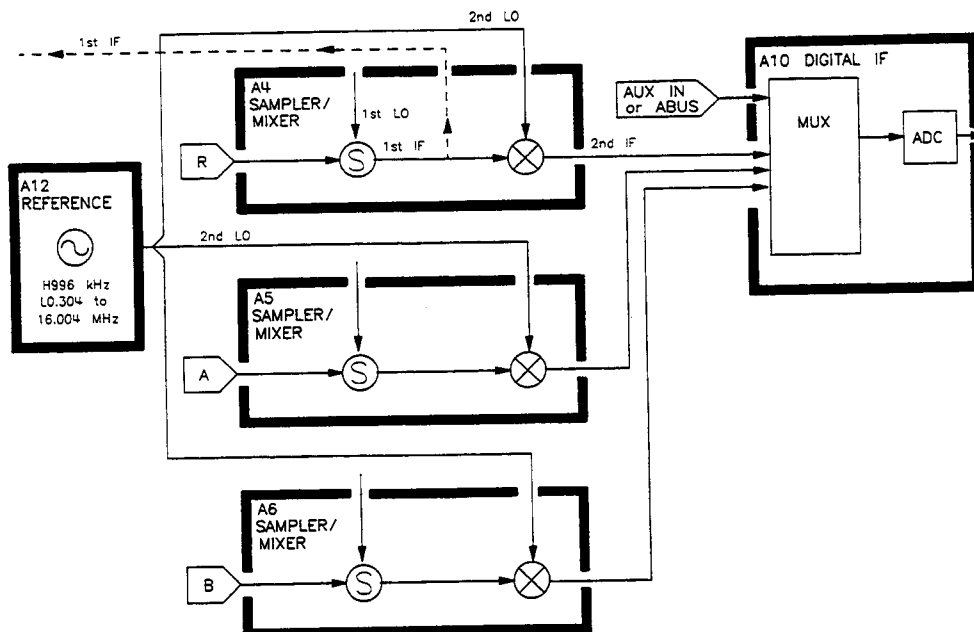 2nd LO
1st IF
A4
SAMPLER/
MIXER
1st LO
R
S
1st IF
2nd IF
A10 DIGITAL IF
AUX IN
or ABUS
MUX
ADC
A12
REFERENCE
H996 kHz
L0.304 to
16.004 MHz
2nd LO
A5
SAMPLER/
MIXER
A
S
A6
SAMPLER/
MIXER
B
S